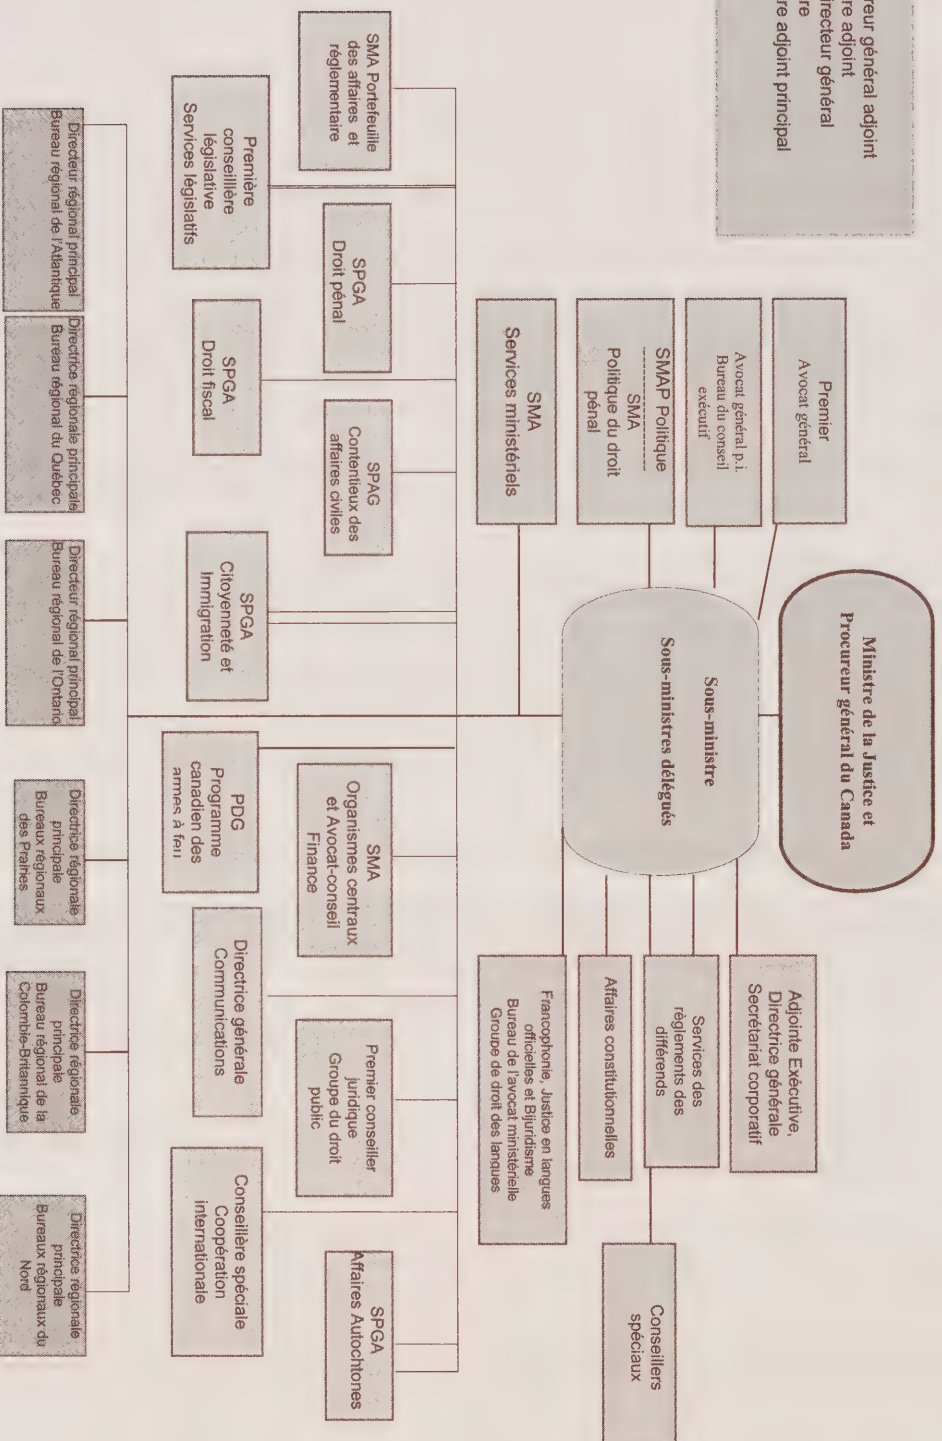 reur général adjoint
re adjoint
irecteur général
re
re adjoint principal
Ministre de la Justice et
Procureur général du Canada
Sous-ministre
Sous-ministres délégués
Premier
Avocat général
Avocat général p.i.
Bureau du conseil
exécutif
SMAP Politique
SMA
Politique du droit
pénal
SMA
Services ministériels
Adjointe Exécutive,
Directrice générale
Secrétariat corporatif
Services des
règlements des
différends
Conseillers
spéciaux
Affaires constitutionnelles
Francophonie, Justice en langues
officielles et Bijuridisme
Bureau de l'avocat ministérielle
Groupe de droit des langues
SMA Portefeuille
des affaires et
réglementaire
SPGA
Droit pénal
SPAG
Contentieux des
affaires civiles
SMA
Organismes centraux
et Avocat-conseil
Finance
Premier conseiller
juridique
Groupe du droit
public
SPGA
Affaires Autochtones
Première
conseillère
législative
Services législatifs
SPGA
Droit fiscal
SPGA
Citoyenneté et
Immigration
PDG
Programme
canadien des
armes à feu
Directrice générale
Communications
Conseillère spéciale
Coopération
internationale
Directeur régional principal
Bureau régional de l'Atlantique
Directrice régionale principale
Bureau régional du Québec
Directeur régional principal
Bureau régional de l'Ontario
Directrice régionale
principale
Bureaux régionaux
des Prairies
Directrice régionale
principale
Bureau régional de la
Colombie-Britannique
Directrice régionale
principale
Bureaux régionaux du
Nord